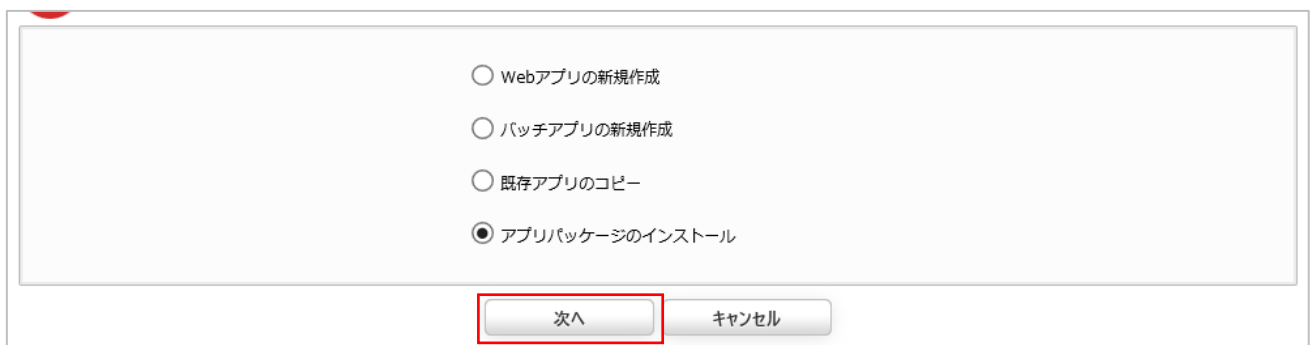 Webアプリの新規作成
バッチアプリの新規作成
既存アプリのコピー
アプリパッケージのインストール
次へ キャンセル